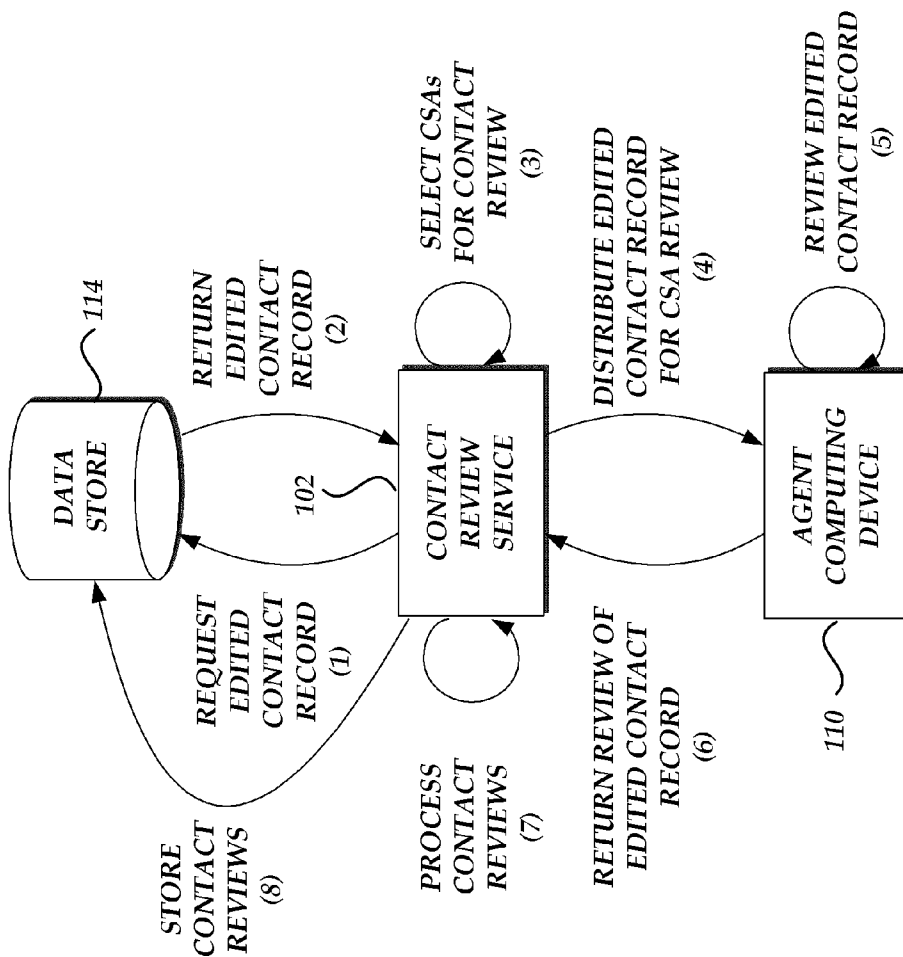 DATA
STORE
114
REQUEST
EDITED
CONTACT
RECORD
(1)
RETURN
EDITED
CONTACT
RECORD
(2)
STORE
CONTACT
REVIEWS
(8)
102
CONTACT
REVIEW
SERVICE
SELECT CSAs
FOR CONTACT
REVIEW
(3)
PROCESS
CONTACT
REVIEWS
(7)
DISTRIBUTE EDITED
CONTACT RECORD
FOR CSA REVIEW
(4)
RETURN REVIEW OF
EDITED CONTACT
RECORD
(6)
AGENT
COMPUTING
DEVICE
110
REVIEW EDITED
CONTACT RECORD
(5)